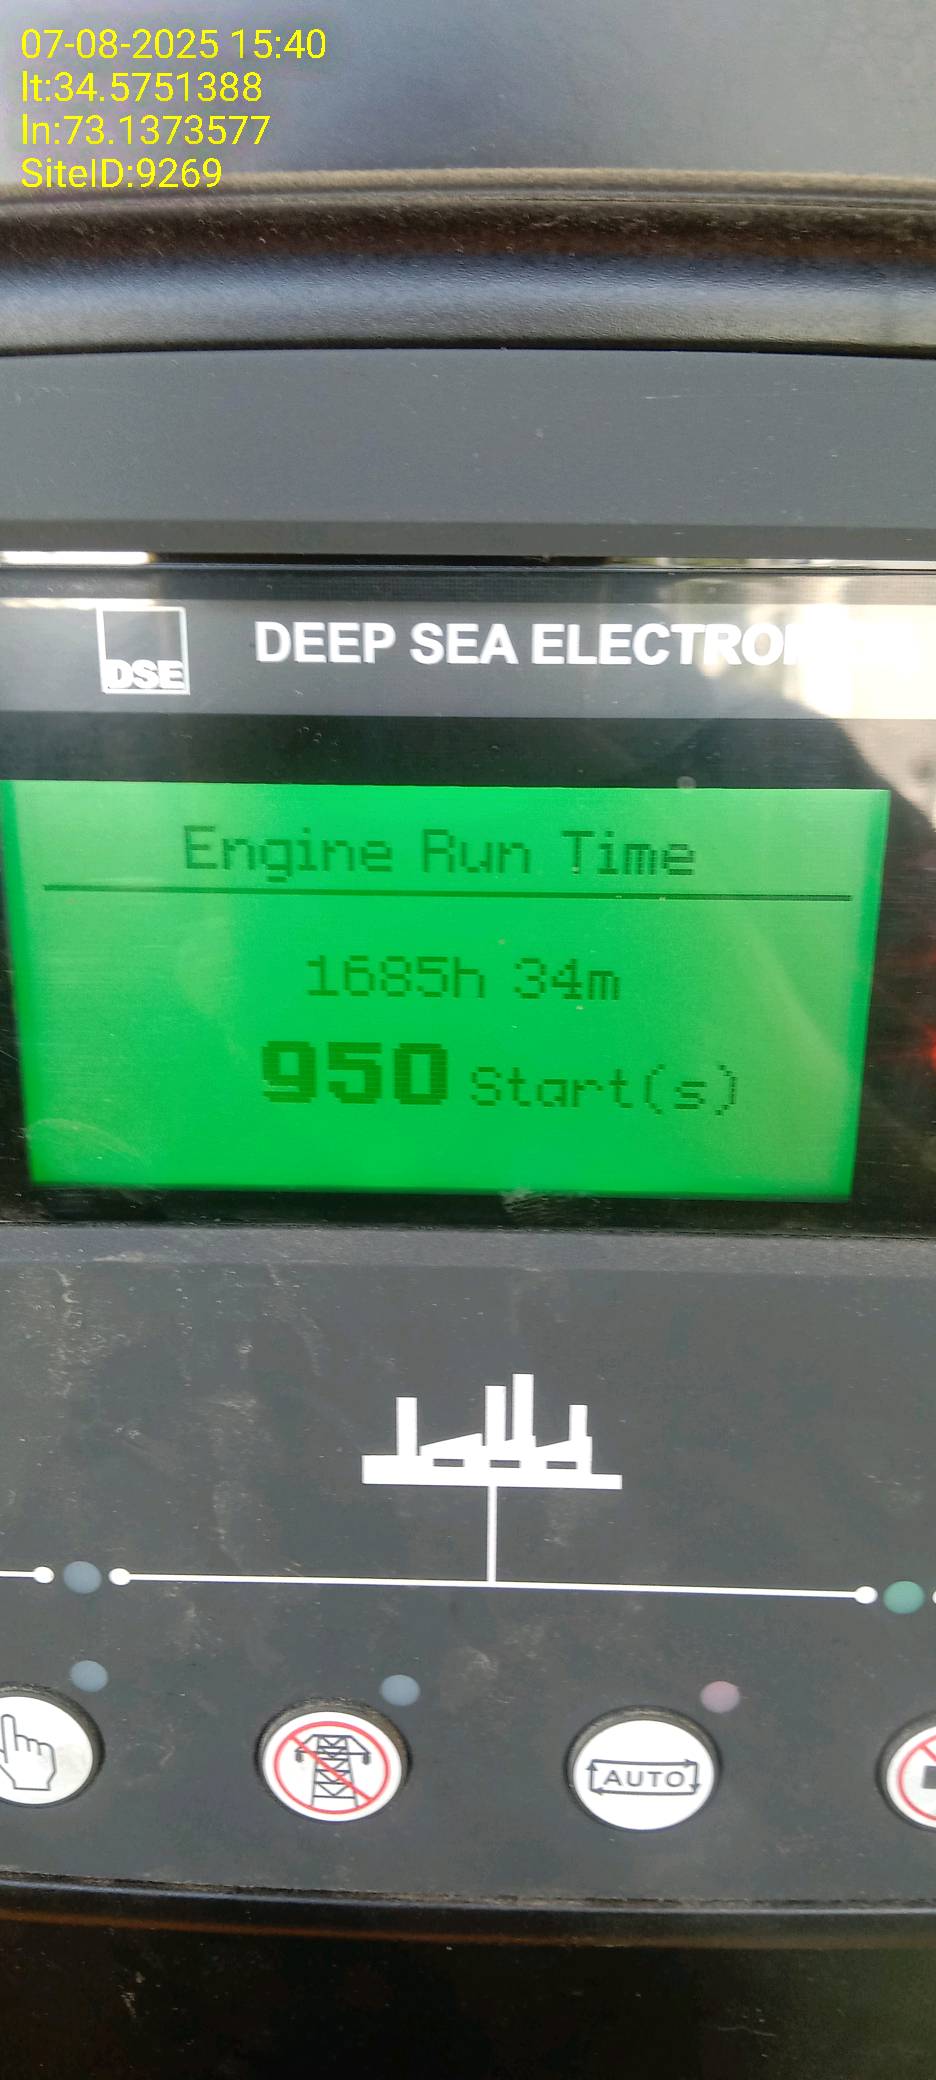 07-08-2025 15:40
lt:34.5751388
ln:73.1373577
SiteID:9269
DSE
DEEP SEA
Engine Run Time
1685h 34m
950 Start(s)
AUTO